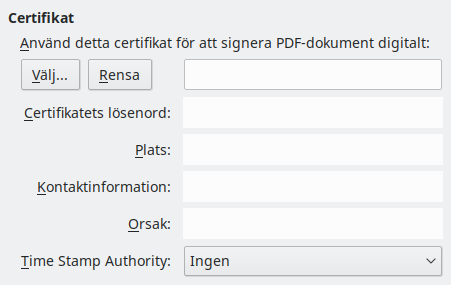 Certifikat
Använd detta certifikat för att signera PDF-dokument digitalt:
Välj... Rensa
Certifikatets lösenord:
Plats:
Kontaktinformation:
Orsak:
Time Stamp Authority: Ingen